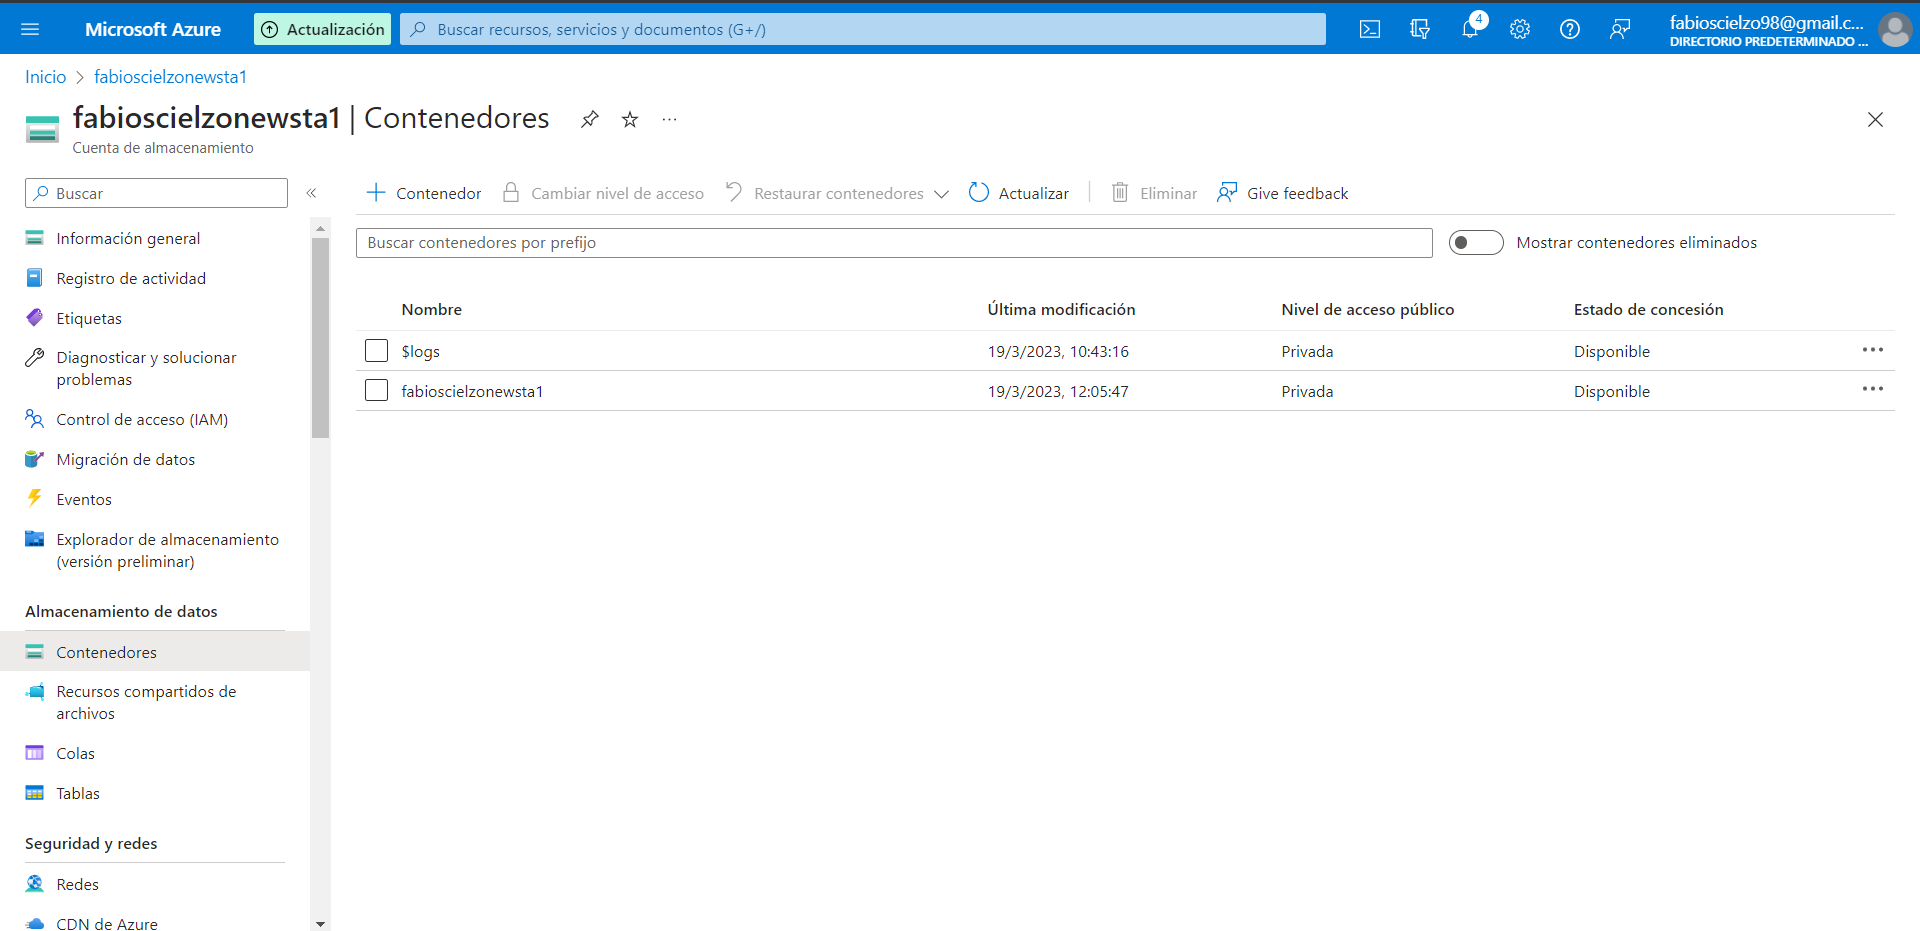 Microsoft Azure
Actualización
Buscar recursos, servicios y documentos (G+/)
4
fabioscielzo98@gmail.c...
DIRECTORIO PREDETERMINADO ...
Inicio > fabioscielzonewsta1
fabioscielzonewsta1 | Contenedores
...
Cuenta de almacenamiento
Buscar
«
Contenedor
Cambiar nivel de acceso
Restaurar contenedores
Actualizar
Eliminar
Give feedback
Buscar contenedores por prefijo
Mostrar contenedores eliminados
Nombre
Última modificación
Nivel de acceso público
Estado de concesión
$logs
19/3/2023, 10:43:16
Privada
Disponible
fabioscielzonewsta1
19/3/2023, 12:05:47
Privada
Disponible
Información general
Registro de actividad
Etiquetas
Diagnosticar y solucionar
problemas
Control de acceso (IAM)
Migración de datos
Eventos
Explorador de almacenamiento
(versión preliminar)
Almacenamiento de datos
Contenedores
Recursos compartidos de
archivos
Colas
Tablas
Seguridad y redes
Redes
CDN de Azure